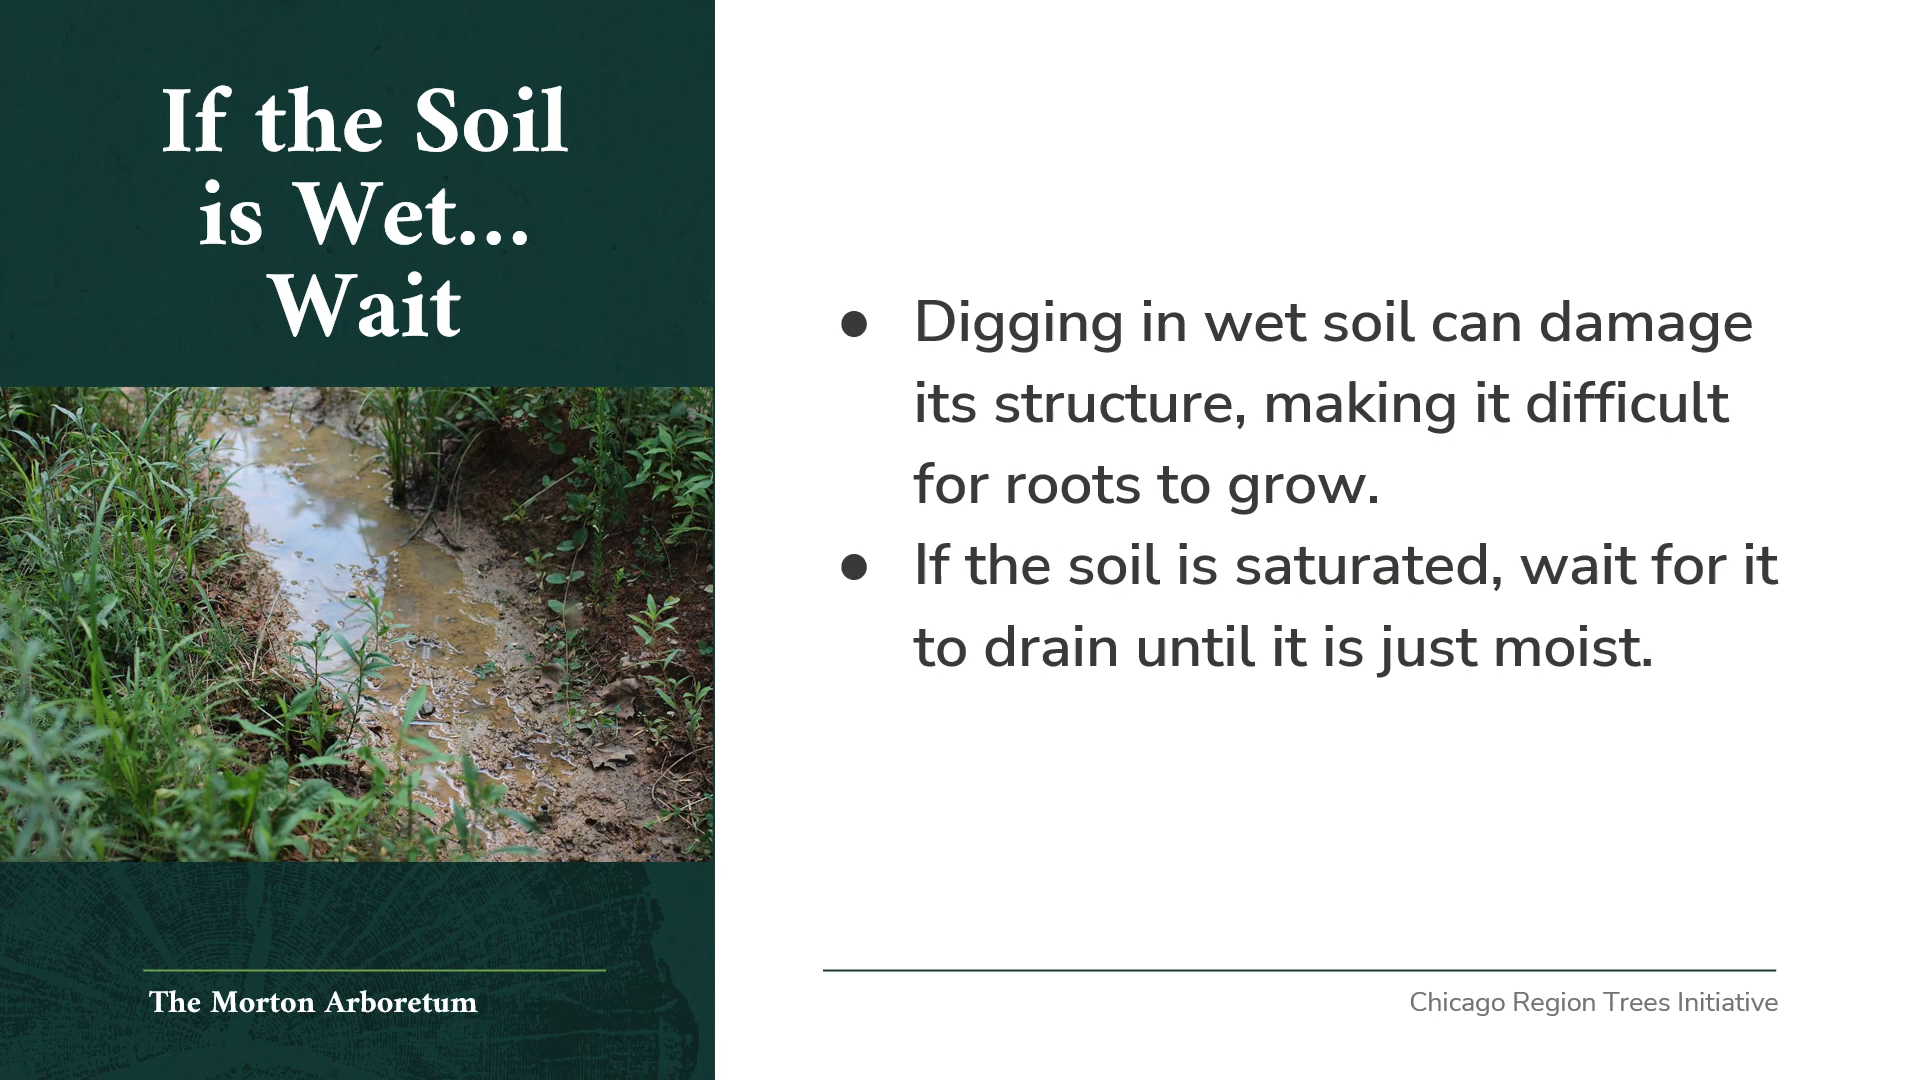 If the Soil
is Wet...
Wait
● Digging in wet soil can damage
its structure, making it difficult
for roots to grow.
● If the soil is saturated, wait for it
to drain until it is just moist.
The Morton Arboretum
Chicago Region Trees Initiative